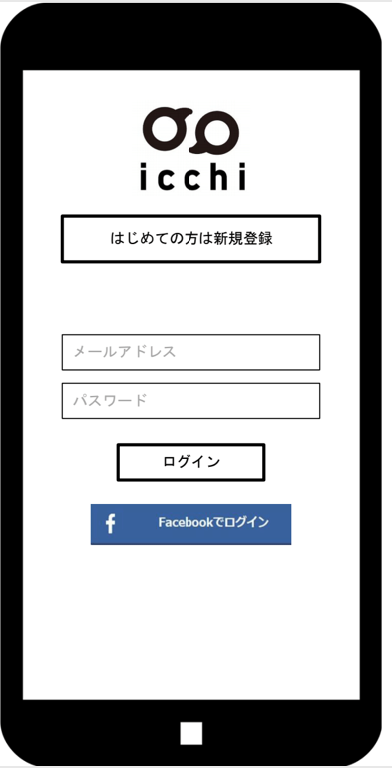 icchi
はじめての方は新規登録
メールアドレス
パスワード
ログイン
f
Facebookでログイン